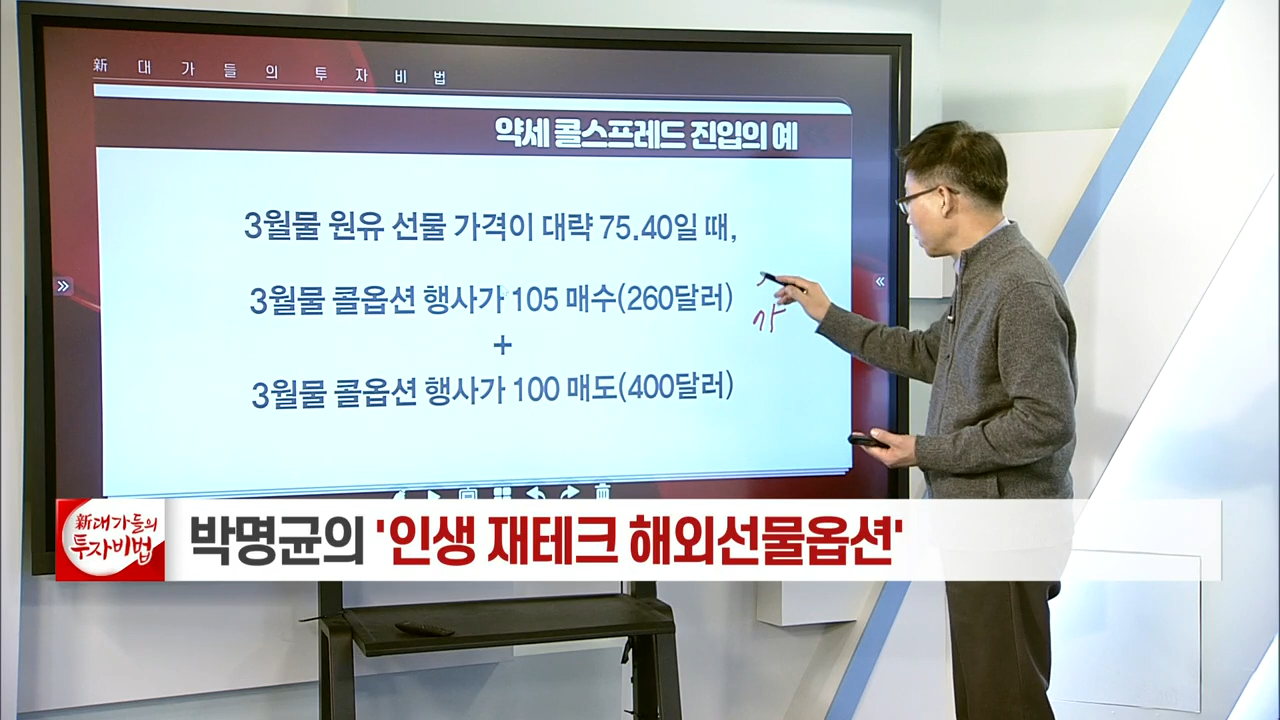 新 대 가 들 의 투 자 비 법
약세 콜스프레드 진입의 예
3월물 원유 선물 가격이 대략 75.40일 때,
3월물 콜옵션 행사가 105 매수(260달러)
+
3월물 콜옵션 행사가 100 매도(400달러)
新대가들의
투자비법
박명균의 '인생 재테크 해외선물옵션'